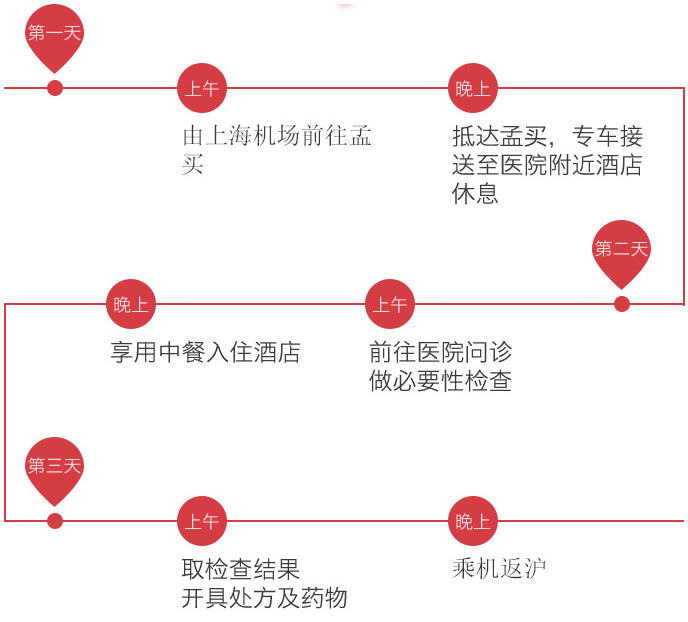 第一天
上午
晚上
由上海机场前往孟
买
抵达孟买，专车接
送至医院附近酒店
休息
第二天
上午
晚上
前往医院问诊
做必要性检查
享用中餐入住酒店
第三天
上午
晚上
取检查结果
开具处方及药物
乘机返沪